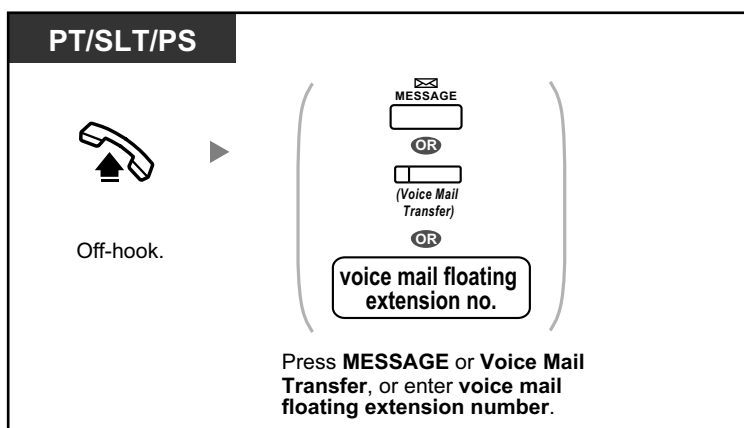 PT/SLT/PS
MESSAGE
OR
(Voice Mail
Transfer)
OR
Off-hook.
voice mail floating
extension no.
Press MESSAGE or Voice Mail
Transfer, or enter voice mail
floating extension number.